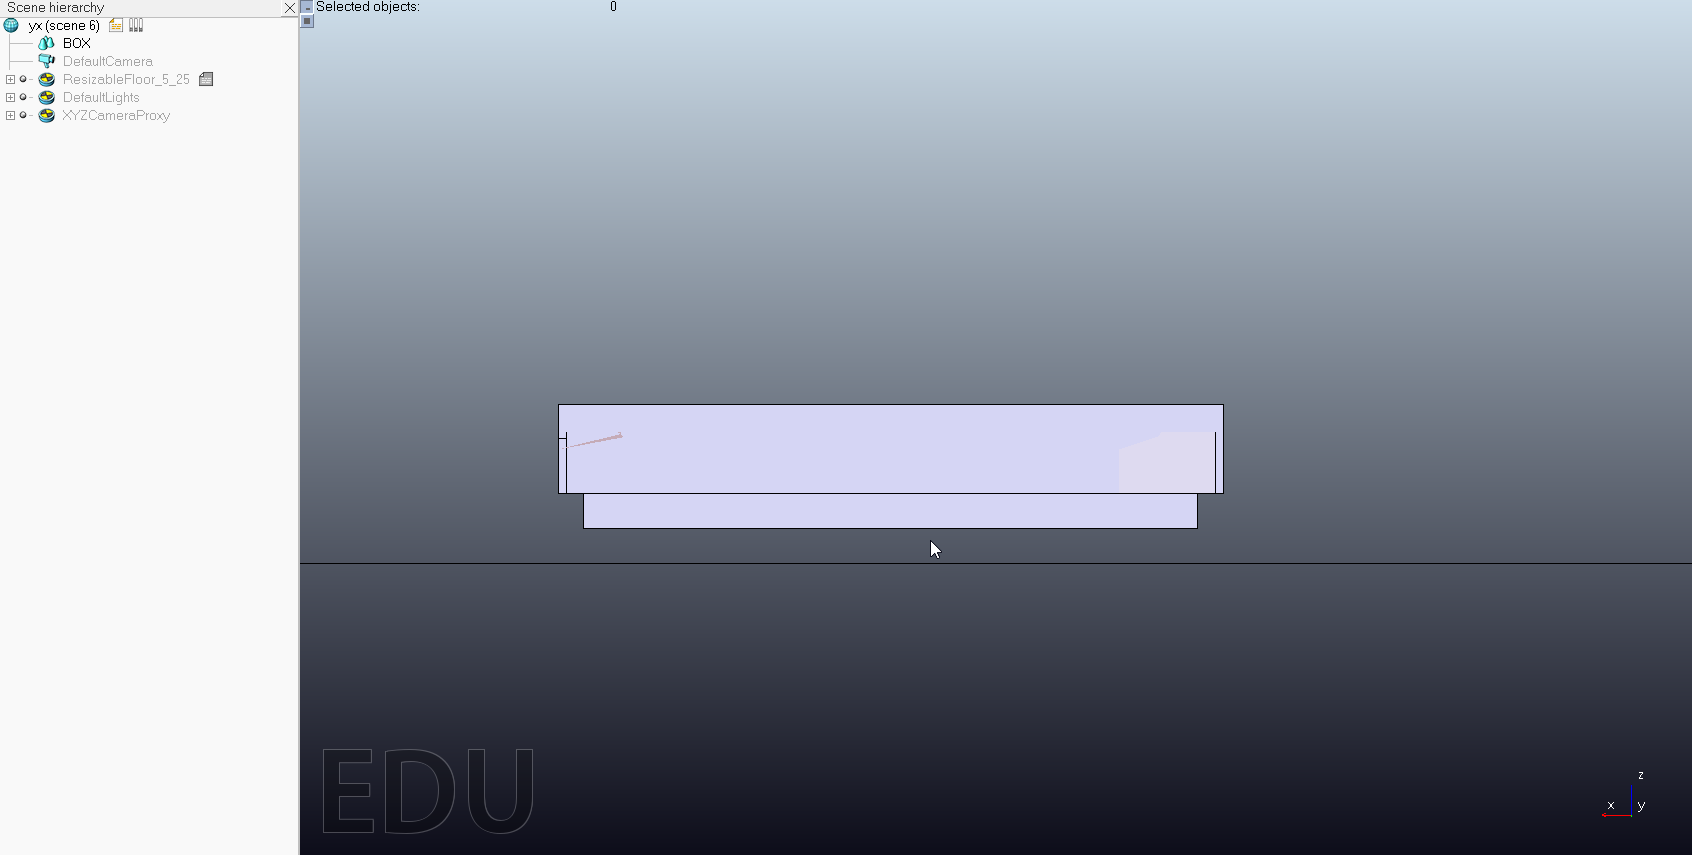 Scene hierarchy
Selected objects: 0
yx (scene 6)
BOX
DefaultCamera
ResizableFloor_5_25
DefaultLights
XYZCameraProxy
EDU
z
x y